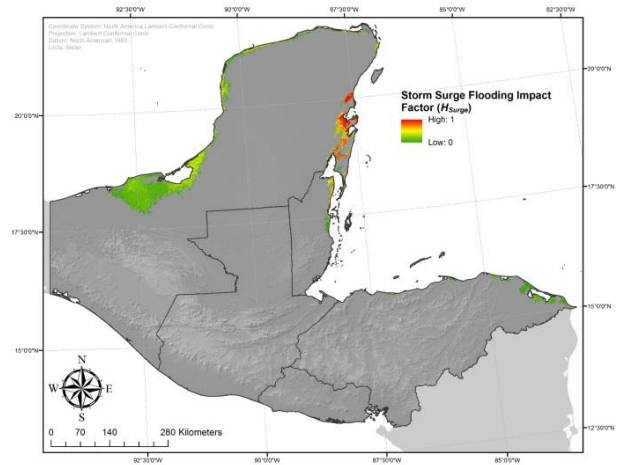 92°30'0"W 90°0'0"W 87°30'0"W 85°0'0"W 82°30'0"W
Coordinate System: North America Lambert Conformal Conic
Projection: Lambert Conformal Conic
Datum: North American 1983
Units: Meter
20°0'0"N
17°30'0"N
15°0'0"N
20°0'0"N
17°30'0"N
15°0'0"N
12°30'0"N
Storm Surge Flooding Impact
Factor (HSurge)
High: 1
Low: 0
N
W E
S
0 70 140 280 Kilometers
92°30'0"W 90°0'0"W 87°30'0"W 85°0'0"W